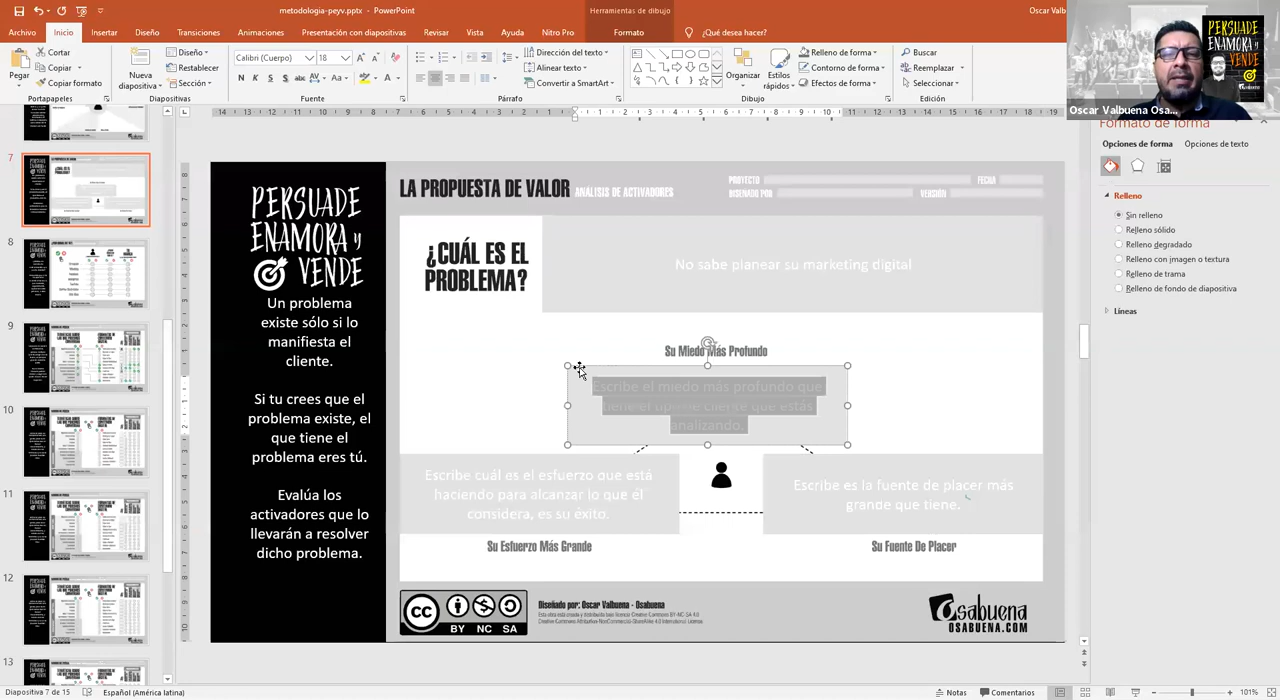 metodologia-peyv.pptx - PowerPoint
Herramientas de dibujo
Oscar Valb
Archivo
Inicio
Insertar
Diseño
Transiciones
Animaciones
Presentación con diapositivas
Revisar
Vista
Ayuda
Nitro Pro
Formato
¿Qué desea hacer?
Pegar
Cortar
Copiar
Copiar formato
Portapapeles
Nueva
diapositiva
Diseño
Restablecer
Sección
Diapositivas
Calibri (Cuerpo)
18
Fuente
Dirección del texto
Alinear texto
Convertir a SmartArt
Párrafo
Organizar
Estilos
rápidos
Relleno de forma
Contorno de forma
Efectos de forma
Dibujo
Buscar
Reemplazar
Seleccionar
Edición
PERSUADE
ENAMORA Y
VENDE
Oscar Valbuena Osa...
Formato de forma
Opciones de forma
Opciones de texto
Relleno
Sin relleno
Relleno sólido
Relleno degradado
Relleno con imagen o textura
Relleno de trama
Relleno de fondo de diapositiva
Líneas
7
8
9
10
11
12
13
PERSUADE
ENAMORA y
VENDE
Un problema
existe sólo si lo
manifiesta el
cliente.
Si tu crees que el
problema existe, el
que tiene el
problema eres tú.
Evalúa los
activadores que lo
llevarán a resolver
dicho problema.
LA PROPUESTA DE VALOR ANÁLISIS DE ACTIVADORES
PROYECTO
FECHA
DISEÑADO POR
VERSIÓN
¿CUÁL ES EL
PROBLEMA?
No sabe planear su marketing digital
Su Miedo Más Profundo
Escribe el miedo más profundo que
tiene el tipo de cliente que estás
analizando.
Escribe cuál es el esfuerzo que está
haciendo para acanzar lo que él
considera, es su éxito.
Escribe es la fuente de placer más
grande que tiene.
Su Esfuerzo Más Grande
Su Fuente De Placer
CC
BY NC SA
Diseñado por: Oscar Valbuena - Osabuena
Osabuena
OSABUENA.COM
Diapositiva 7 de 15
Español (América latina)
Notas
Comentarios
101%